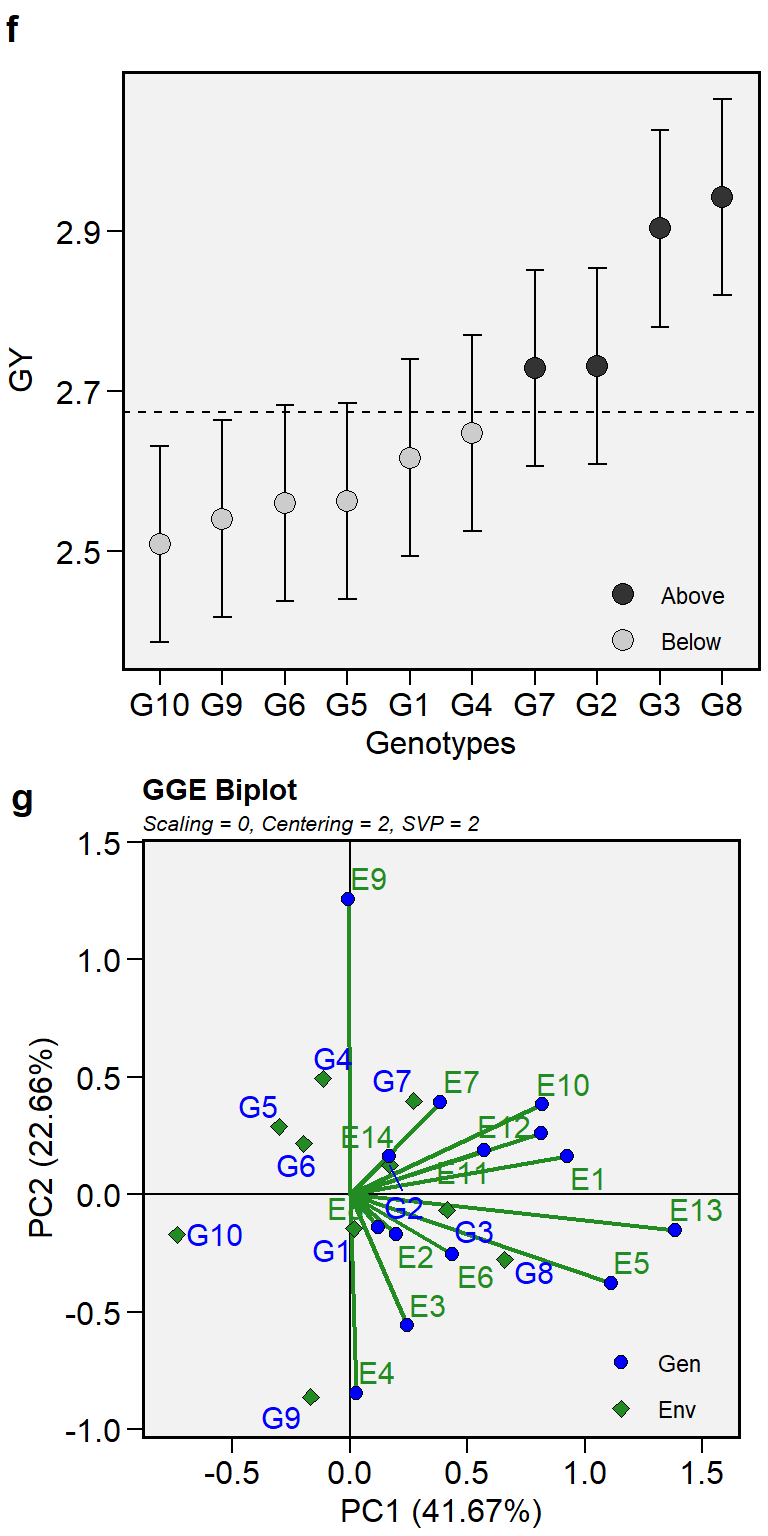 f
2.9
2.7
2.5
GY
Above
Below
G10 G9 G6 G5 G1 G4 G7 G2 G3 G8
Genotypes
g
GGE Biplot
Scaling = 0, Centering = 2, SVP = 2
1.5
1.0
0.5
0.0
-0.5
-1.0
PC2 (22.66%)
E9
G4
G7
E7
E10
G5
E14
E12
G6
E11
E1
G2
E13
G10
G1
E2
G3
E6
G8
E5
E3
E4
G9
Gen
Env
-0.5 0.0 0.5 1.0 1.5
PC1 (41.67%)